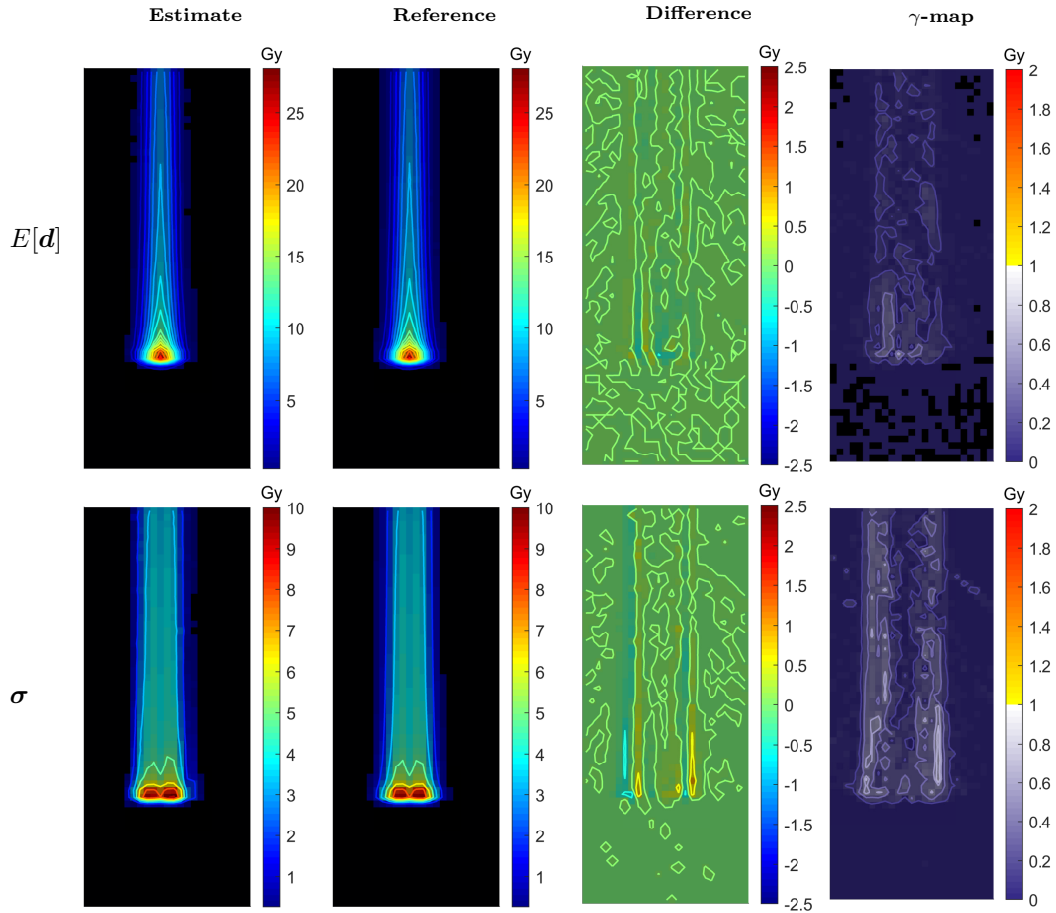 Estimate Reference Difference γ-map
Gy Gy Gy Gy
25 25 2.5 2
20 20 2 1.8
15 15 1.5 1.6
10 10 1 1.4
5 5 0.5 1.2
0 1
-0.5 0.8
-1 0.6
-1.5 0.4
-2 0.2
-2.5 0
E[d]
Gy Gy Gy Gy
10 10 2.5 2
9 9 2 1.8
8 8 1.5 1.6
7 7 1 1.4
6 6 0.5 1.2
5 5 0 1
4 4 -0.5 0.8
3 3 -1 0.6
2 2 -1.5 0.4
1 1 -2 0.2
-2.5 0
σ